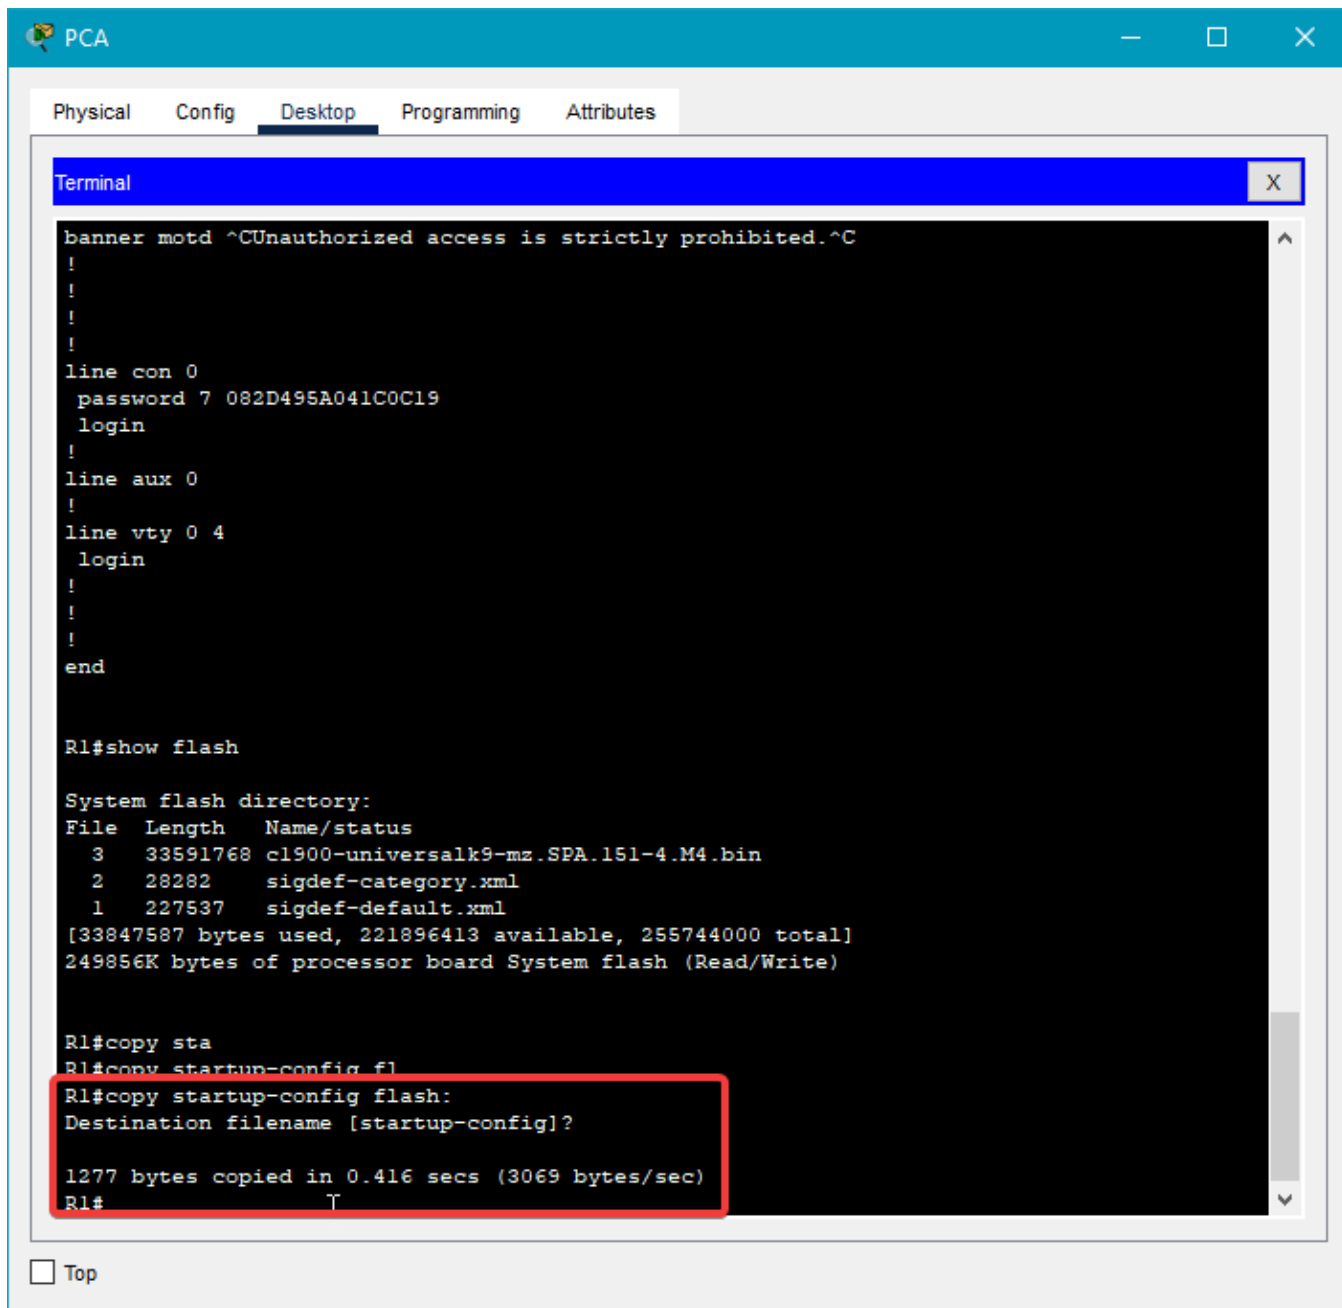 PCA
Physical Config Desktop Programming Attributes
Terminal X
banner motd ^CUnauthorized access is strictly prohibited.^C
!
!
!
!
line con 0
password 7 082D495A041C0C19
login
!
line aux 0
!
line vty 0 4
login
!
!
!
end
R1#show flash
System flash directory:
File Length Name/status
3 33591768 c1900-universalk9-mz.SPA.151-4.M4.bin
2 28282 sigdef-category.xml
1 227537 sigdef-default.xml
[33847587 bytes used, 221896413 available, 255744000 total]
249856K bytes of processor board System flash (Read/Write)
R1#copy sta
R1#copy startup-config fl
R1#copy startup-config flash:
Destination filename [startup-config]?
1277 bytes copied in 0.416 secs (3069 bytes/sec)
R1#
Top